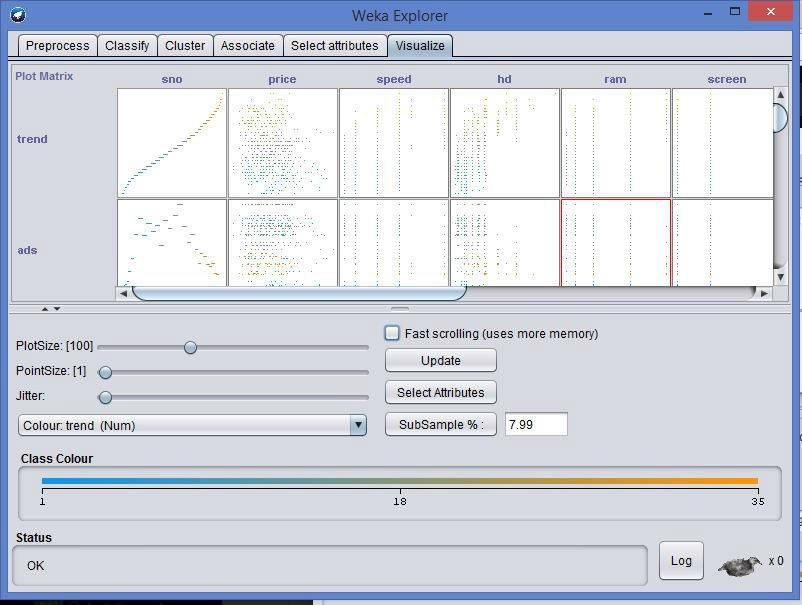 Weka Explorer
Preprocess Classify Cluster Associate Select attributes Visualize
Plot Matrix sno price speed hd ram screen
trend
ads
Fast scrolling (uses more memory)
PlotSize: [100]
Update
PointSize: [1]
Select Attributes
Jitter:
Colour: trend (Num)
SubSample % : 7.99
Class Colour
1 18 35
Status
OK
Log
x 0